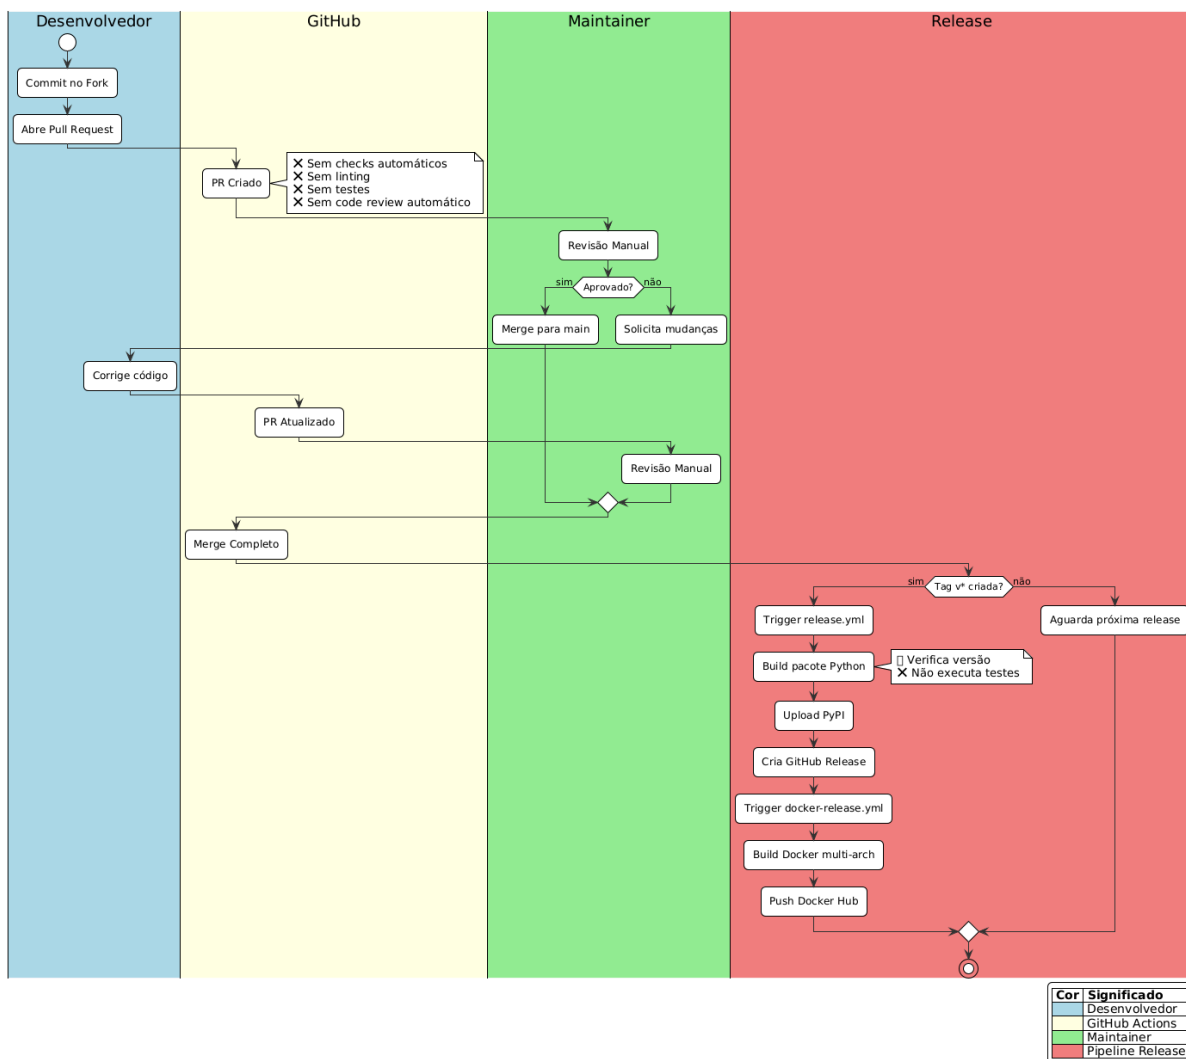 Desenvolvedor
GitHub
Maintainer
Release
Commit no Fork
Abre Pull Request
PR Criado
❌ Sem checks automáticos
❌ Sem linting
❌ Sem testes
❌ Sem code review automático
Revisão Manual
Aprovado?
sim
não
Merge para main
Solicita mudanças
Corrige código
PR Atualizado
Revisão Manual
Merge Completo
Tag v* criada?
sim
não
Trigger release.yml
Aguarda próxima release
Build pacote Python
Verifica versão
❌ Não executa testes
Upload PyPI
Cria GitHub Release
Trigger docker-release.yml
Build Docker multi-arch
Push Docker Hub
Cor Significado
Desenvolvedor
GitHub Actions
Maintainer
Pipeline Release